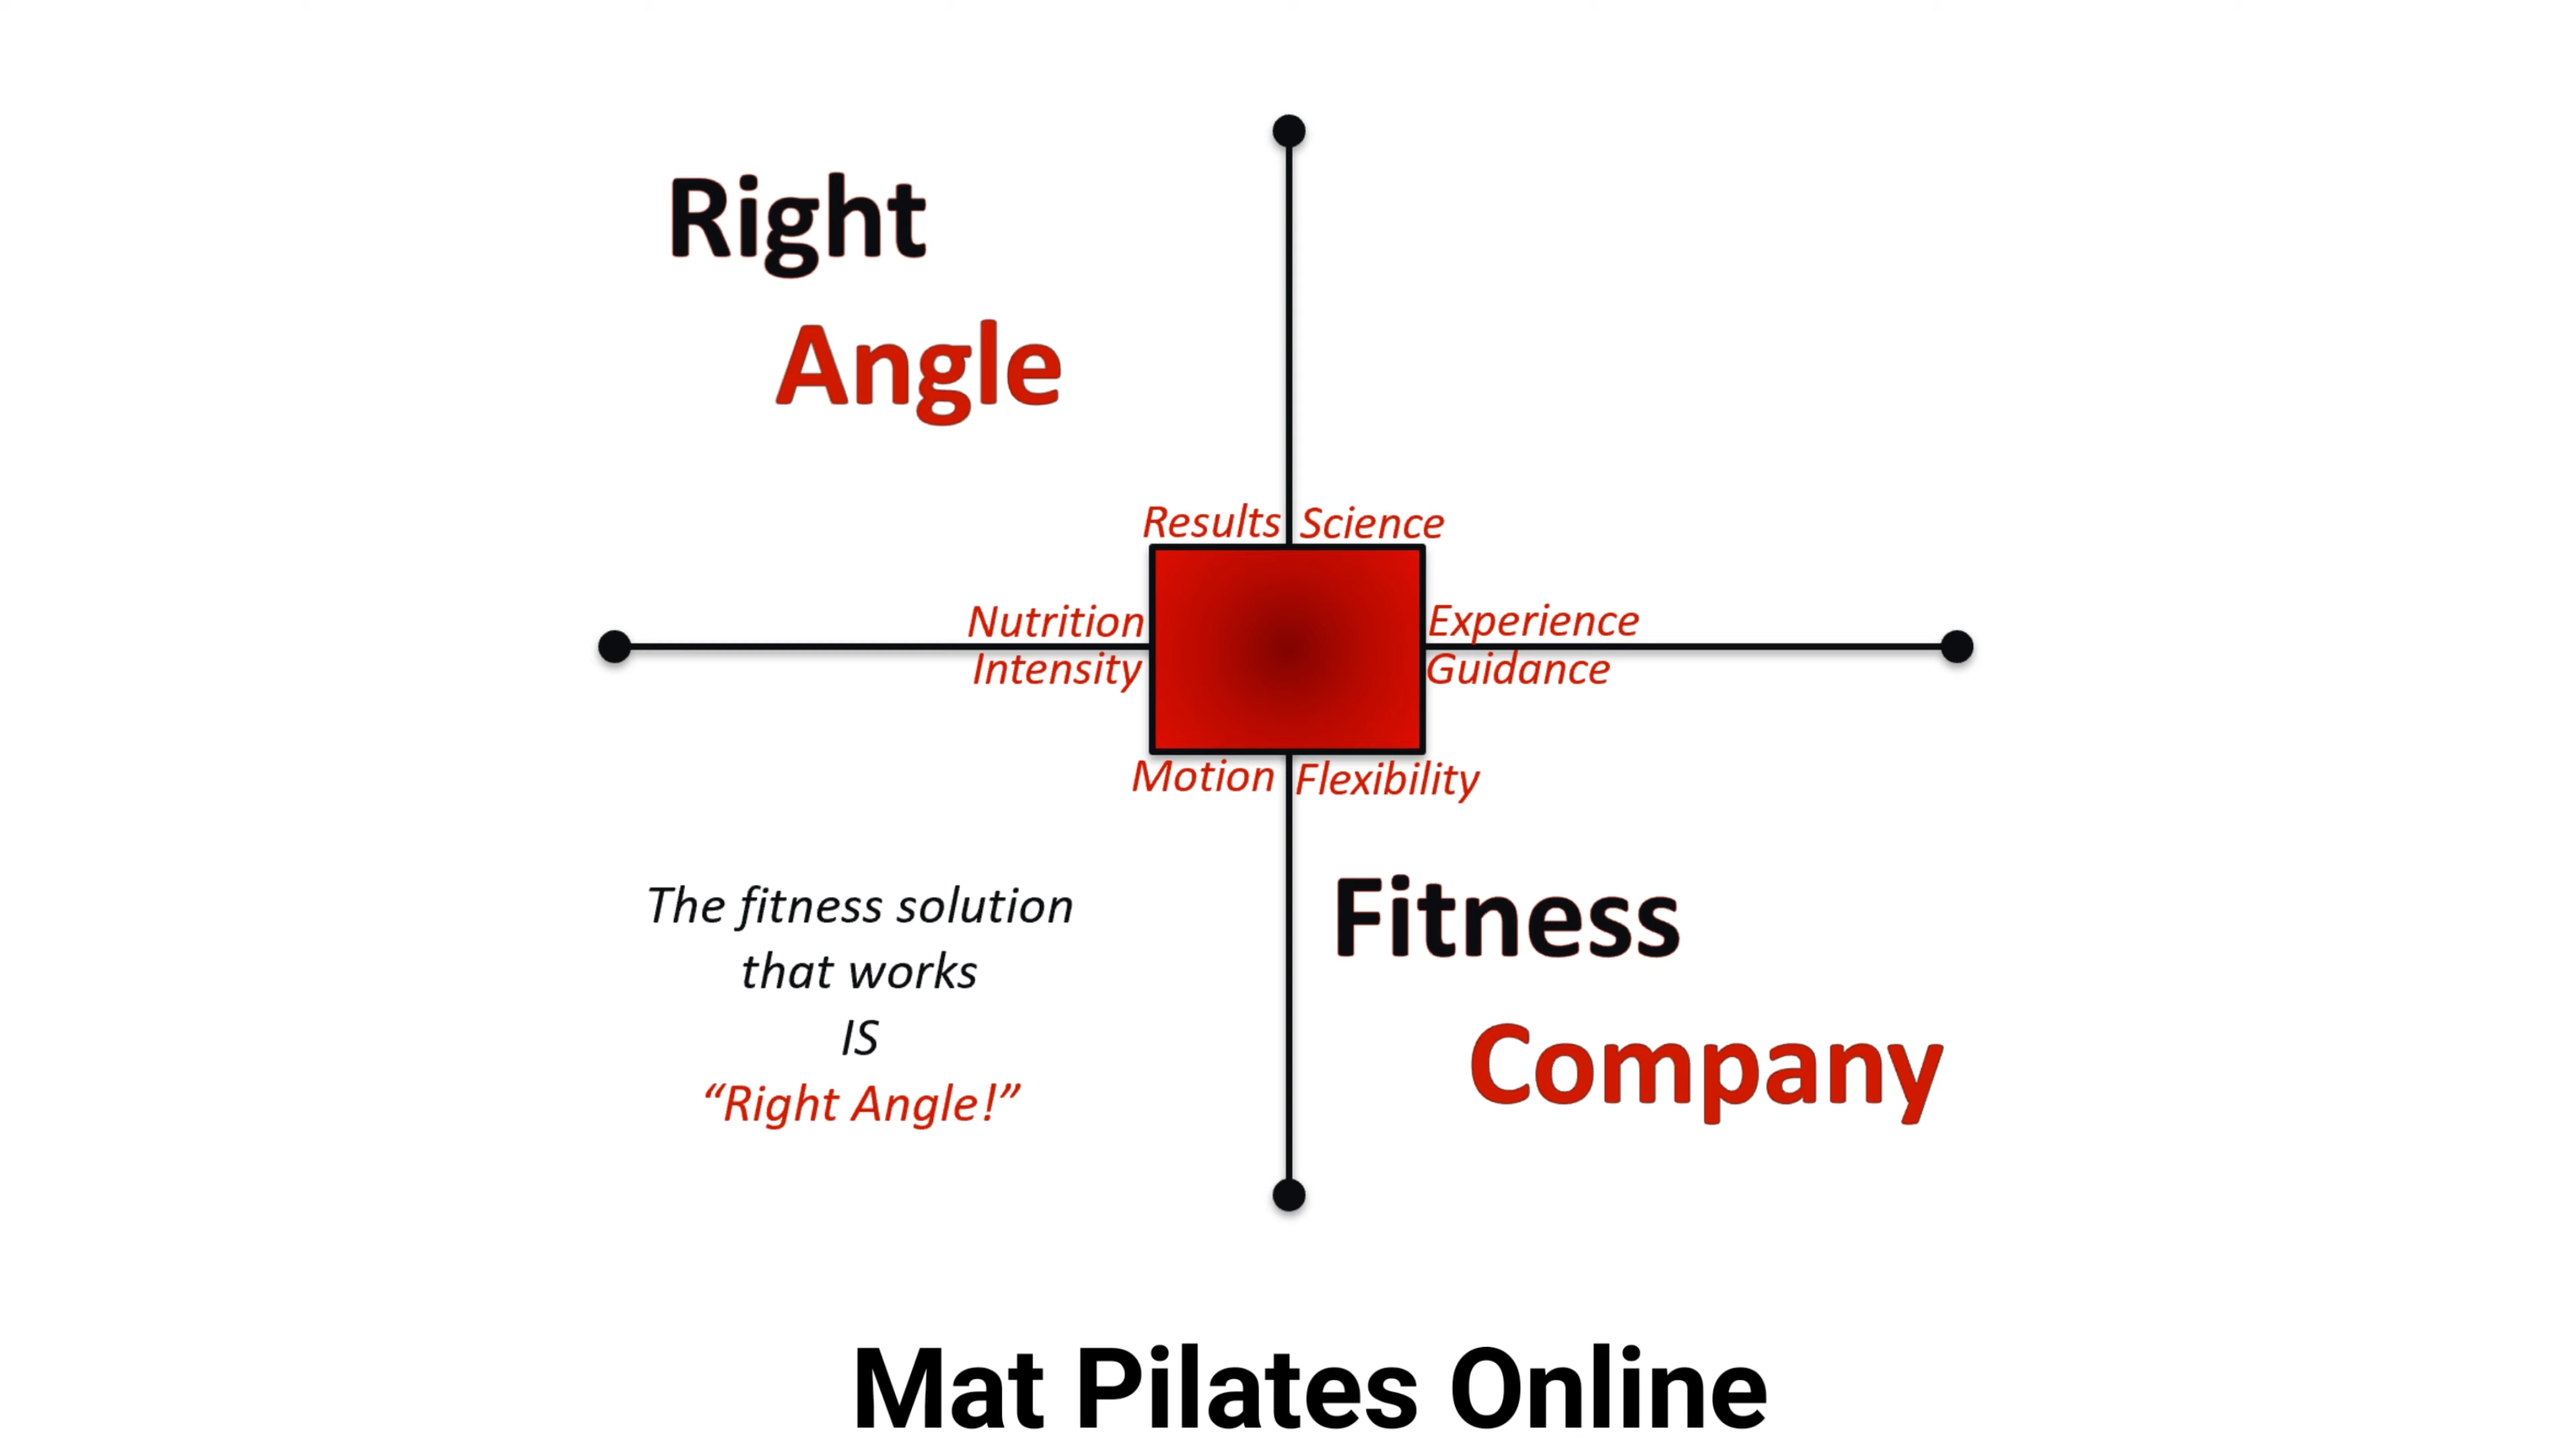 Right
Angle
Results Science
Nutrition Experience
Intensity Guidance
Motion Flexibility
The fitness solution
that works
IS
“Right Angle!”
Fitness
Company
Mat Pilates Online